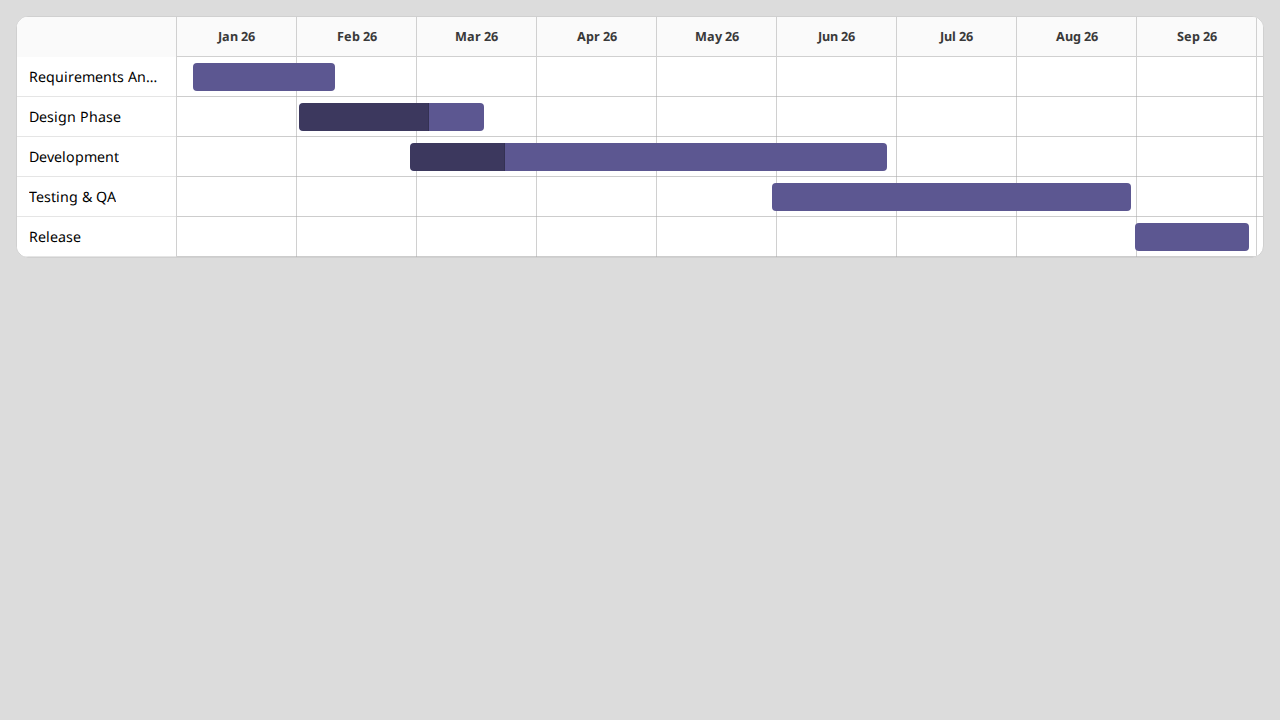 Jan 26 Feb 26 Mar 26 Apr 26 May 26 Jun 26 Jul 26 Aug 26 Sep 26
Requirements An...
Design Phase
Development
Testing & QA
Release